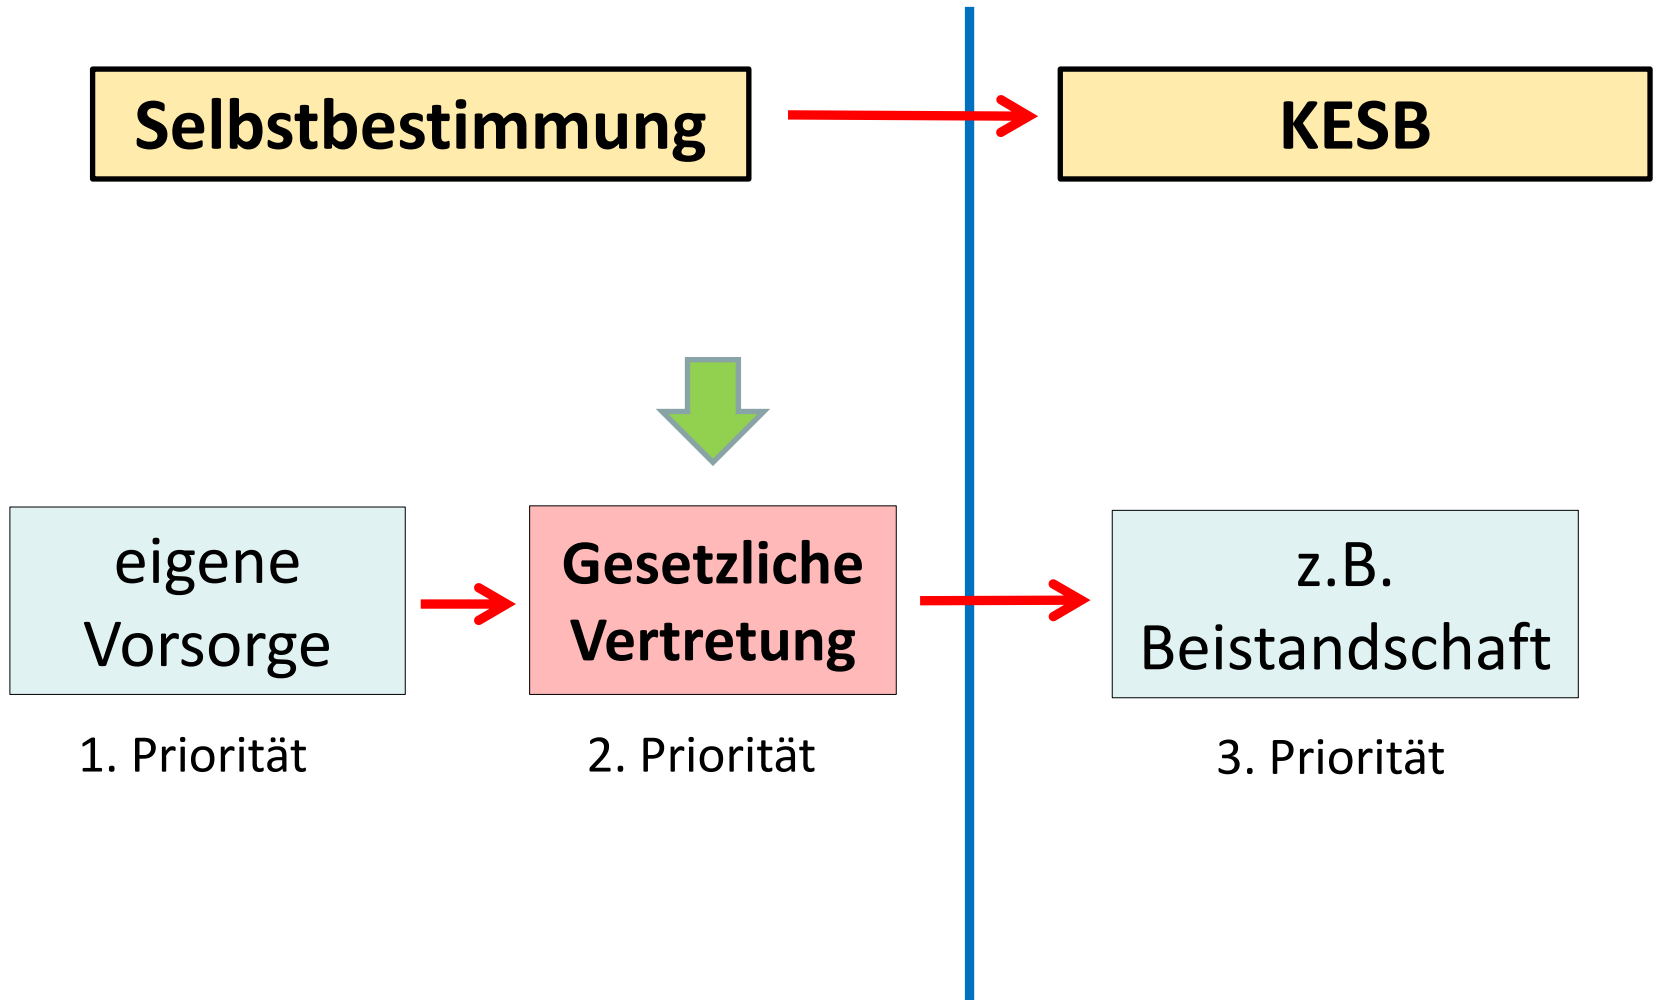 Selbstbestimmung
KESB
eigene
Vorsorge
Gesetzliche
Vertretung
z.B.
Beistandschaft
1. Priorität
2. Priorität
3. Priorität